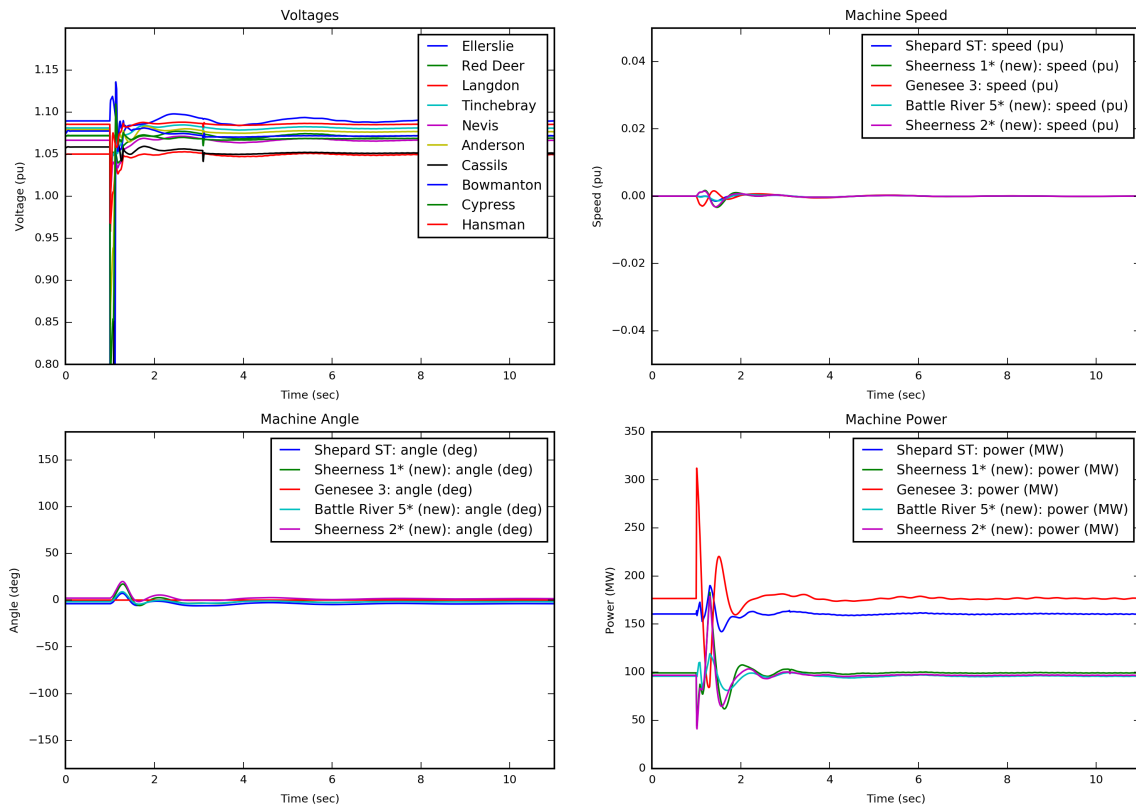 Voltages
Voltage (pu)
1.15
1.10
1.05
1.00
0.95
0.90
0.85
0.80
Ellerslie
Red Deer
Langdon
Tinchebray
Nevis
Anderson
Cassils
Bowmanton
Cypress
Hansman
0 2 4 6 8 10
Time (sec)
Machine Speed
Speed (pu)
0.04
0.02
0.00
−0.02
−0.04
Shepard ST: speed (pu)
Sheerness 1* (new): speed (pu)
Genesee 3: speed (pu)
Battle River 5* (new): speed (pu)
Sheerness 2* (new): speed (pu)
0 2 4 6 8 10
Time (sec)
Machine Angle
Angle (deg)
150
100
50
0
−50
−100
−150
Shepard ST: angle (deg)
Sheerness 1* (new): angle (deg)
Genesee 3: angle (deg)
Battle River 5* (new): angle (deg)
Sheerness 2* (new): angle (deg)
0 2 4 6 8 10
Time (sec)
Machine Power
Power (MW)
350
300
250
200
150
100
50
0
Shepard ST: power (MW)
Sheerness 1* (new): power (MW)
Genesee 3: power (MW)
Battle River 5* (new): power (MW)
Sheerness 2* (new): power (MW)
0 2 4 6 8 10
Time (sec)